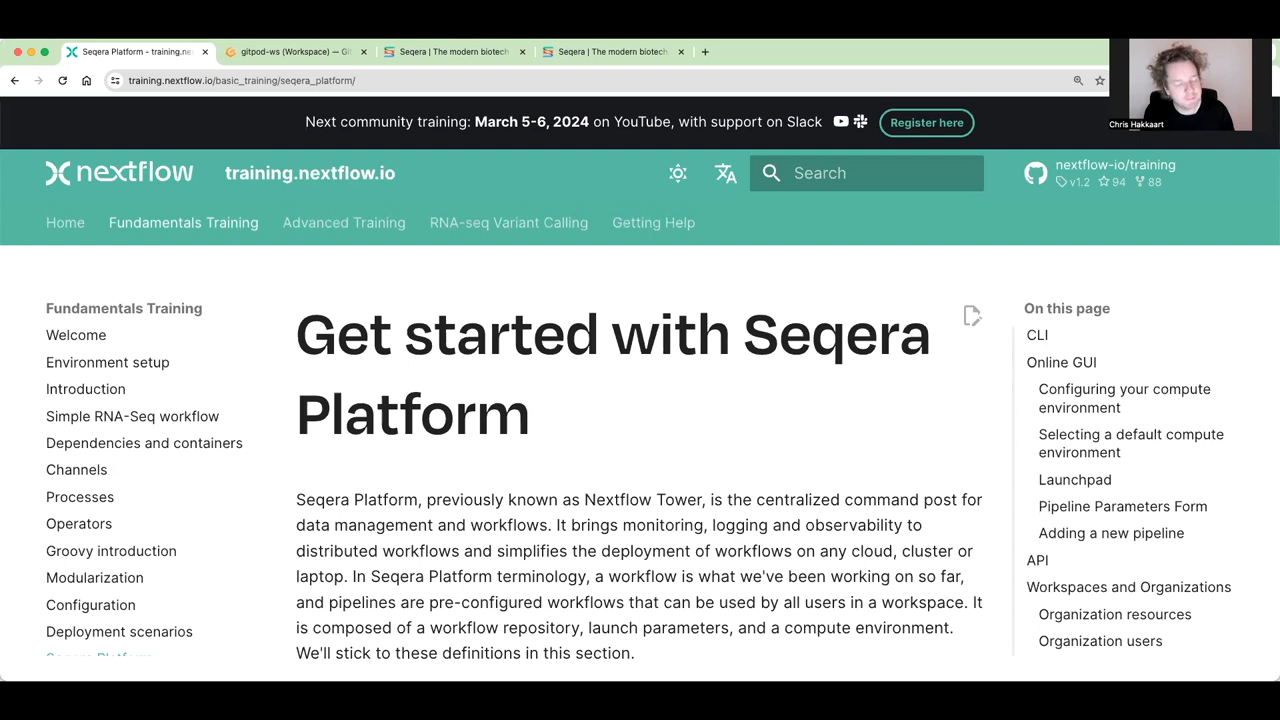 Seqera Platform - training.ne
gitpod-ws (Workspace) — Gi
Seqera | The modern biotech
Seqera | The modern biotech
training.nextflow.io/basic_training/seqera_platform/
Chris Hakkaart
Next community training: March 5-6, 2024 on YouTube, with support on Slack
Register here
nextflow
training.nextflow.io
Search
nextflow-io/training
v1.2 94 88
Home
Fundamentals Training
Advanced Training
RNA-seq Variant Calling
Getting Help
Fundamentals Training
Welcome
Environment setup
Introduction
Simple RNA-Seq workflow
Dependencies and containers
Channels
Processes
Operators
Groovy introduction
Modularization
Configuration
Deployment scenarios
Seqera Platform
Get started with Seqera
Platform
Seqera Platform, previously known as Nextflow Tower, is the centralized command post for
data management and workflows. It brings monitoring, logging and observability to
distributed workflows and simplifies the deployment of workflows on any cloud, cluster or
laptop. In Seqera Platform terminology, a workflow is what we've been working on so far,
and pipelines are pre-configured workflows that can be used by all users in a workspace. It
is composed of a workflow repository, launch parameters, and a compute environment.
We'll stick to these definitions in this section.
On this page
CLI
Online GUI
Configuring your compute
environment
Selecting a default compute
environment
Launchpad
Pipeline Parameters Form
Adding a new pipeline
API
Workspaces and Organizations
Organization resources
Organization users